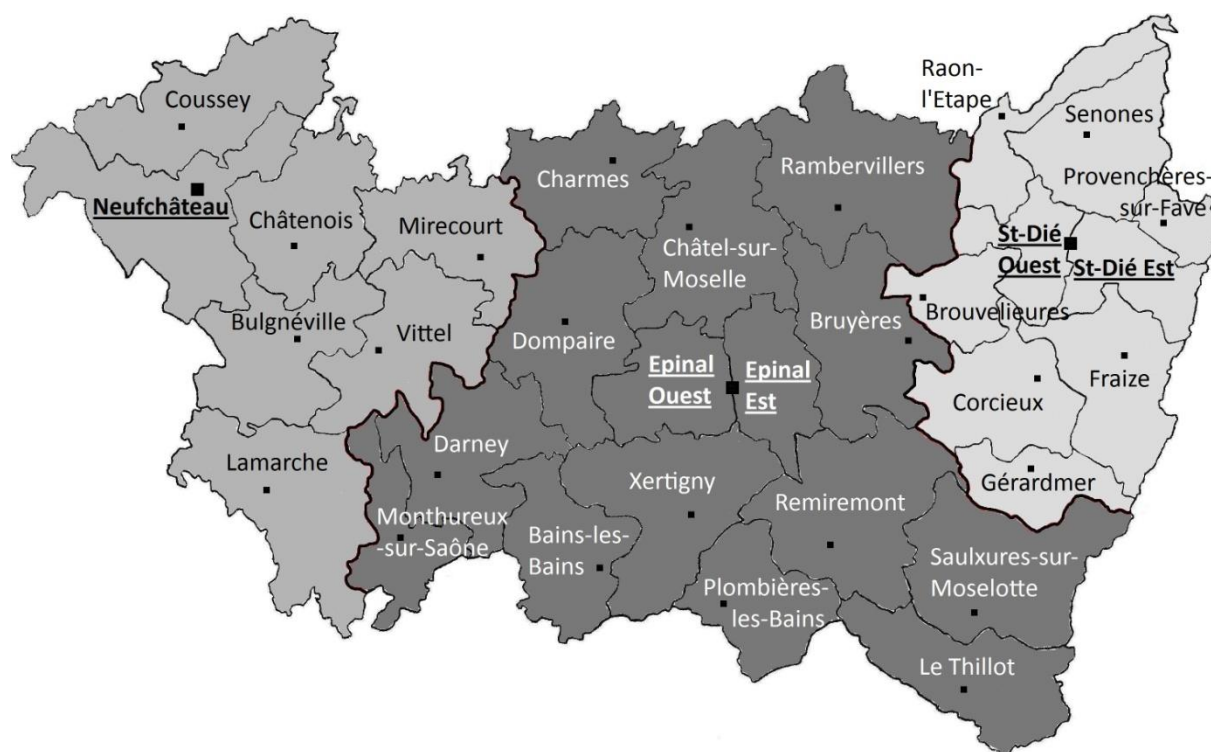 Coussey
Neufchâteau
Châtenois
Mirecourt
Bulgnéville
Vittel
Lamarche
Charmes
Rambervillers
Châtel-sur-
Moselle
Dompaire
Bruyères
Epinal
Ouest
Epinal
Est
Darney
Monthureux
-sur-Saône
Bains-les-
Bains
Xertigny
Remiremont
Plombières-
les-Bains
Saulxures-sur-
Moselotte
Le Thillot
Raon-
l'Etape
Senones
Provenchères-
sur-Fave
St-Dié
Ouest
St-Dié Est
Brouvelieures
Corcieux
Fraize
Gérardmer